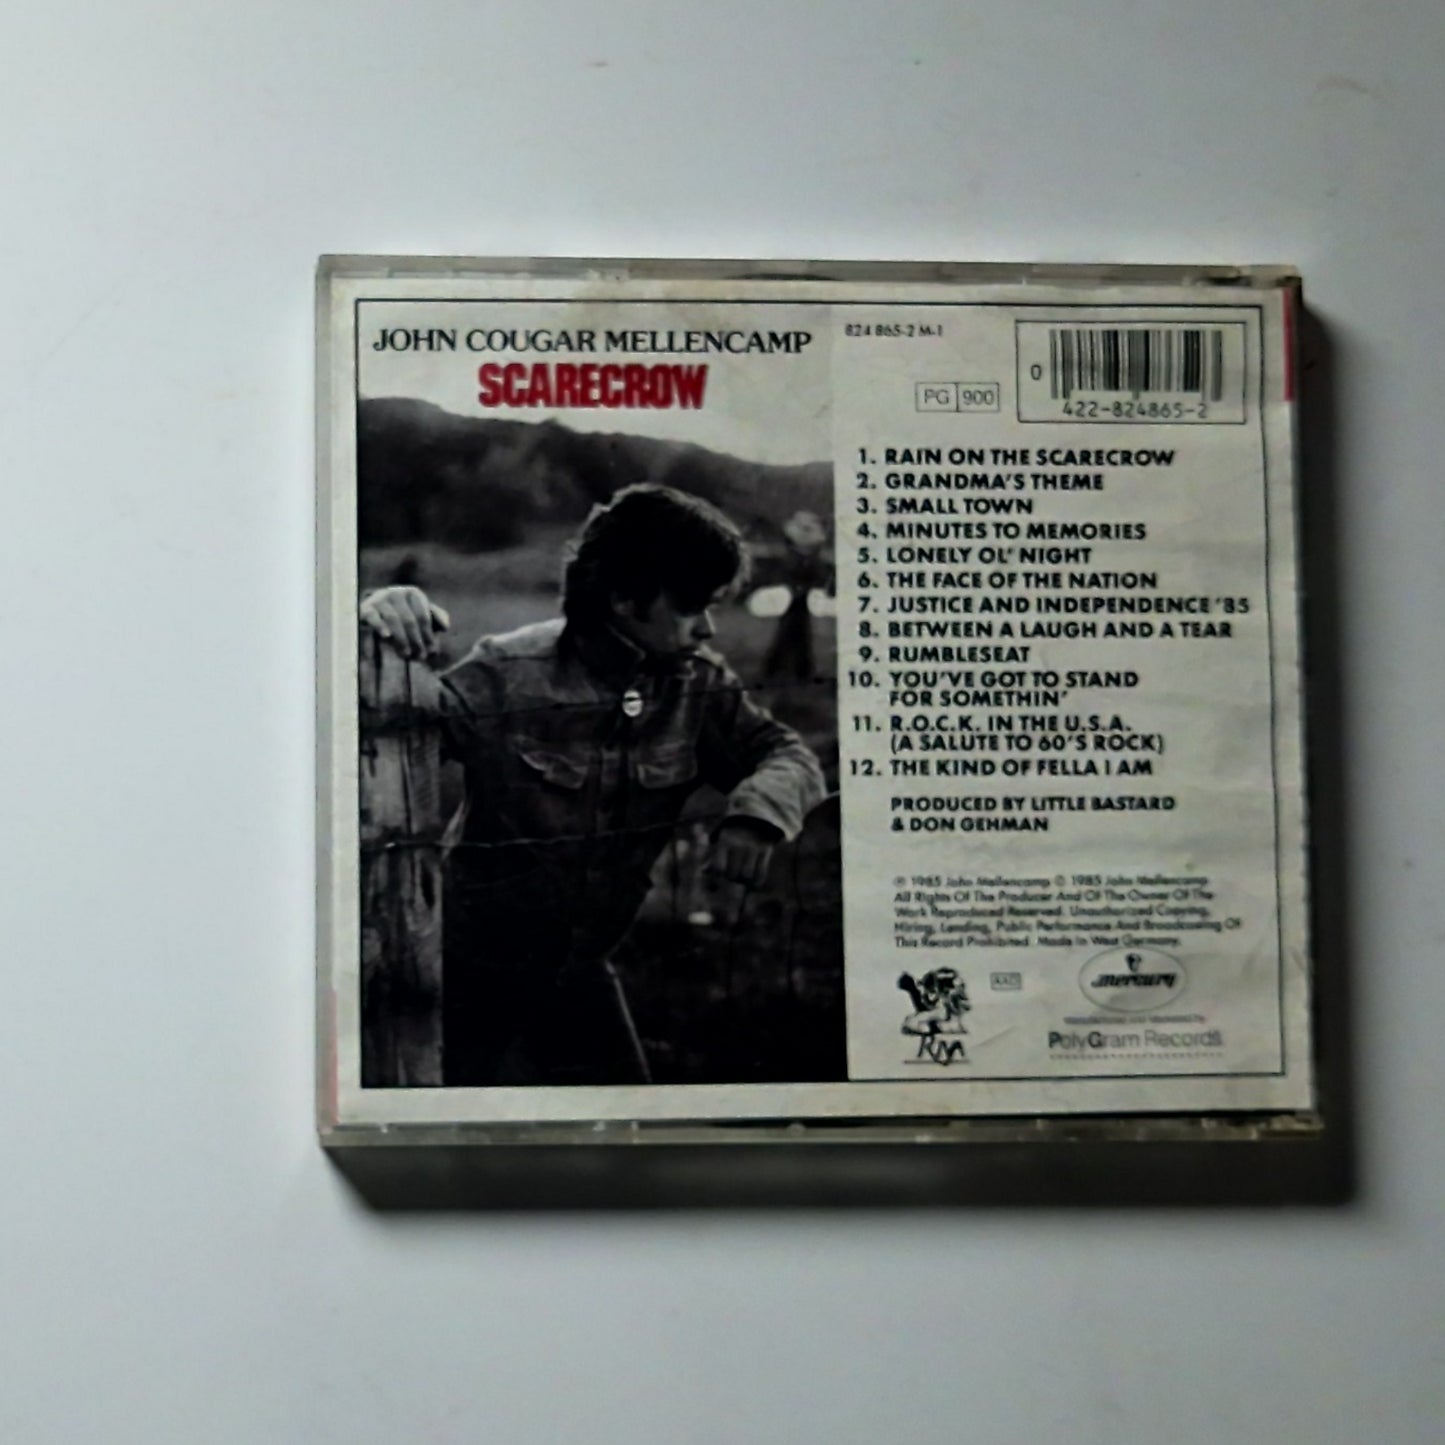 JOHN COUGAR MELLENCAMP
SCARECROW
824 865-2 M-1
PG 900
0
422-824865-2
1. RAIN ON THE SCARECROW
2. GRANDMA'S THEME
3. SMALL TOWN
4. MINUTES TO MEMORIES
5. LONELY OL' NIGHT
6. THE FACE OF THE NATION
7. JUSTICE AND INDEPENDENCE '85
8. BETWEEN A LAUGH AND A TEAR
9. RUMBLESEAT
10. YOU'VE GOT TO STAND
FOR SOMETHIN'
11. R.O.C.K. IN THE U.S.A.
(A SALUTE TO 60'S ROCK)
12. THE KIND OF FELLA I AM
PRODUCED BY LITTLE BASTARD
& DON GEHMAN
℗ 1985 John Mellencamp © 1985 John Mellencamp
All Rights Of The Producer And Of The Owner Of The
Work Reproduced Reserved. Unauthorized Copying,
Hiring, Lending, Public Performance And Broadcasting Of
This Record Prohibited. Made In West Germany.
RM
AAD
mercury
Manufactured and Marketed by
PolyGram Records